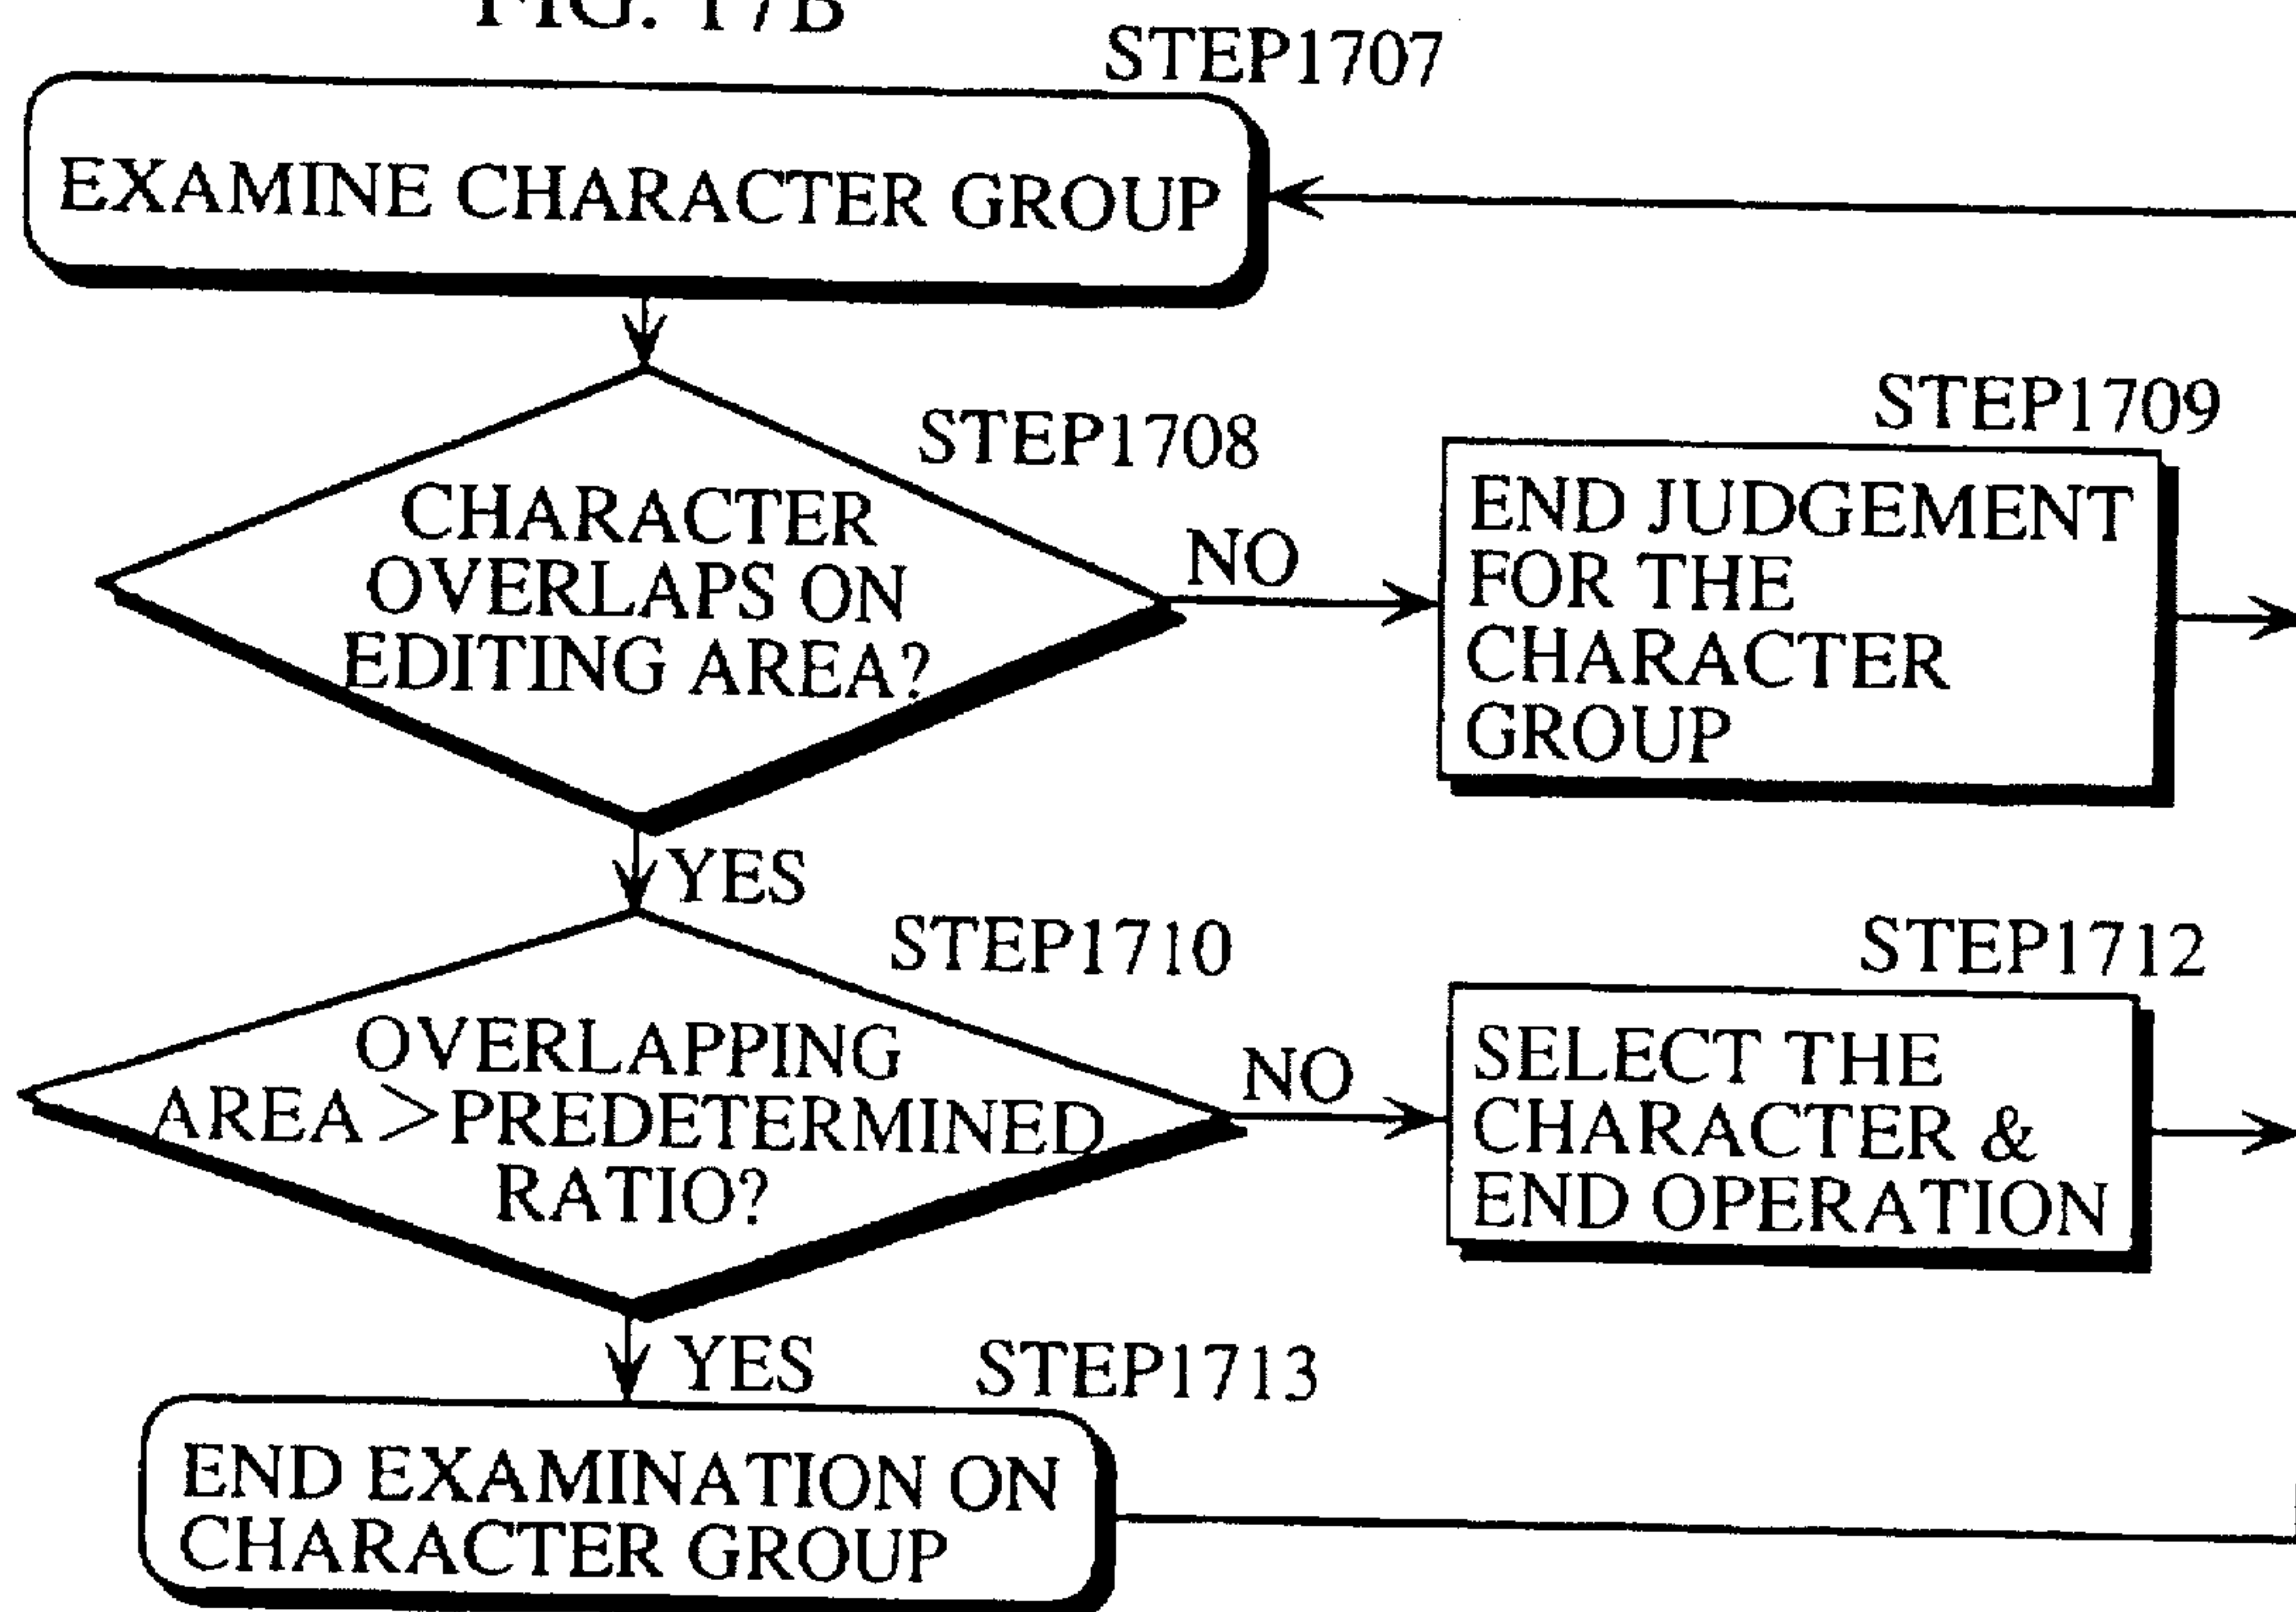 FIG. 17B
STEP1707
EXAMINE CHARACTER GROUP
STEP1708
CHARACTER
OVERLAPS ON
EDITING AREA?
NO
STEP1709
END JUDGEMENT
FOR THE
CHARACTER
GROUP
YES
STEP1710
OVERLAPPING
AREA >PREDETERMINED
RATIO?
NO
STEP1712
SELECT THE
CHARACTER &
END OPERATION
YES
STEP1713
END EXAMINATION ON
CHARACTER GROUP